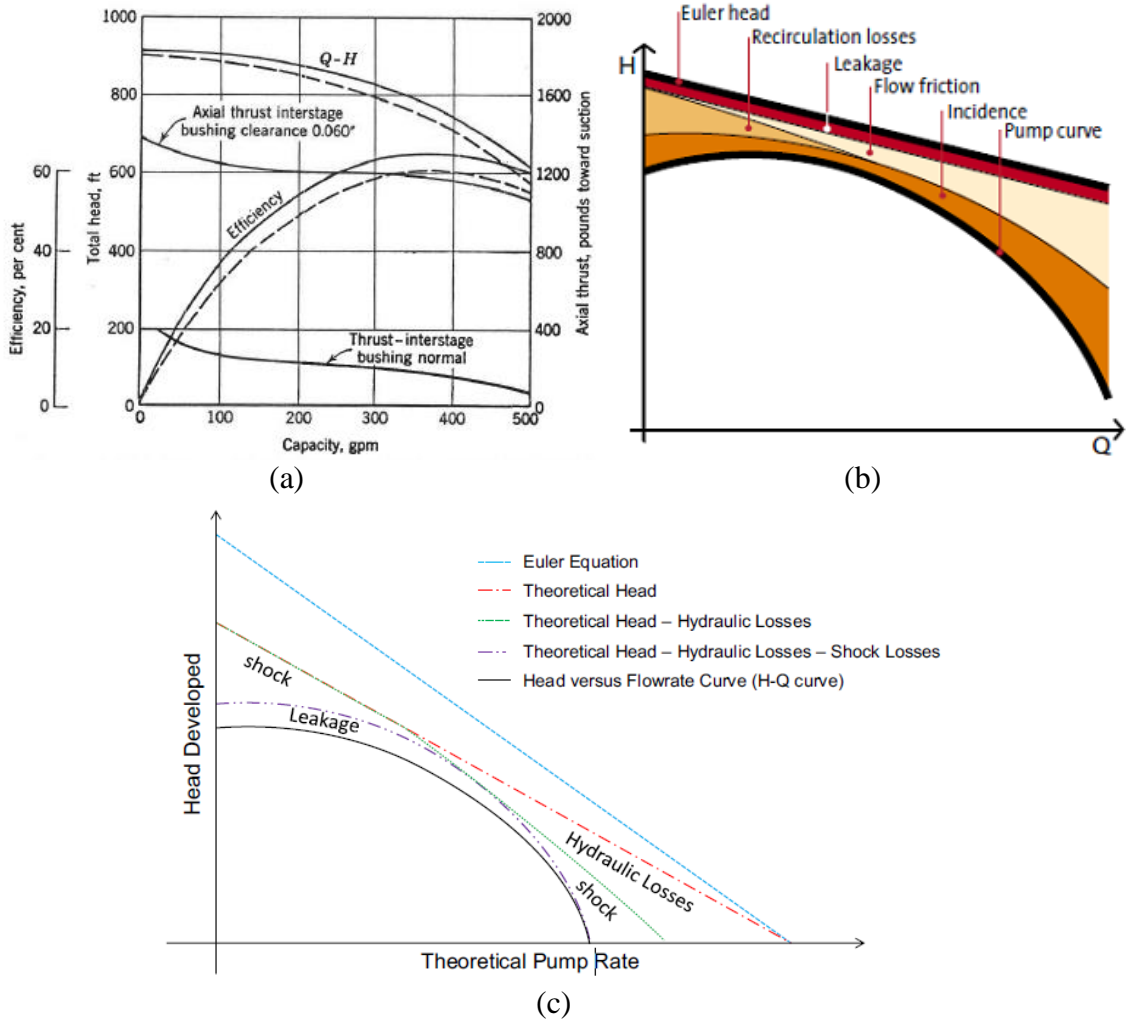 1000
800
600
400
200
0
Total head, ft
60
40
20
0
Efficiency, per cent
2000
1600
1200
800
400
0
Axial thrust, pounds toward suction
Q-H
Axial thrust interstage
bushing clearance 0.060"
Efficiency
Thrust–interstage
bushing normal
0
100
200
300
400
500
Capacity, gpm
(a)
Euler head
Recirculation losses
Leakage
Flow friction
Incidence
Pump curve
H
Q
(b)
Euler Equation
Theoretical Head
Theoretical Head – Hydraulic Losses
Theoretical Head – Hydraulic Losses – Shock Losses
Head versus Flowrate Curve (H-Q curve)
Head Developed
shock
Leakage
Hydraulic Losses
shock
Theoretical Pump Rate
(c)